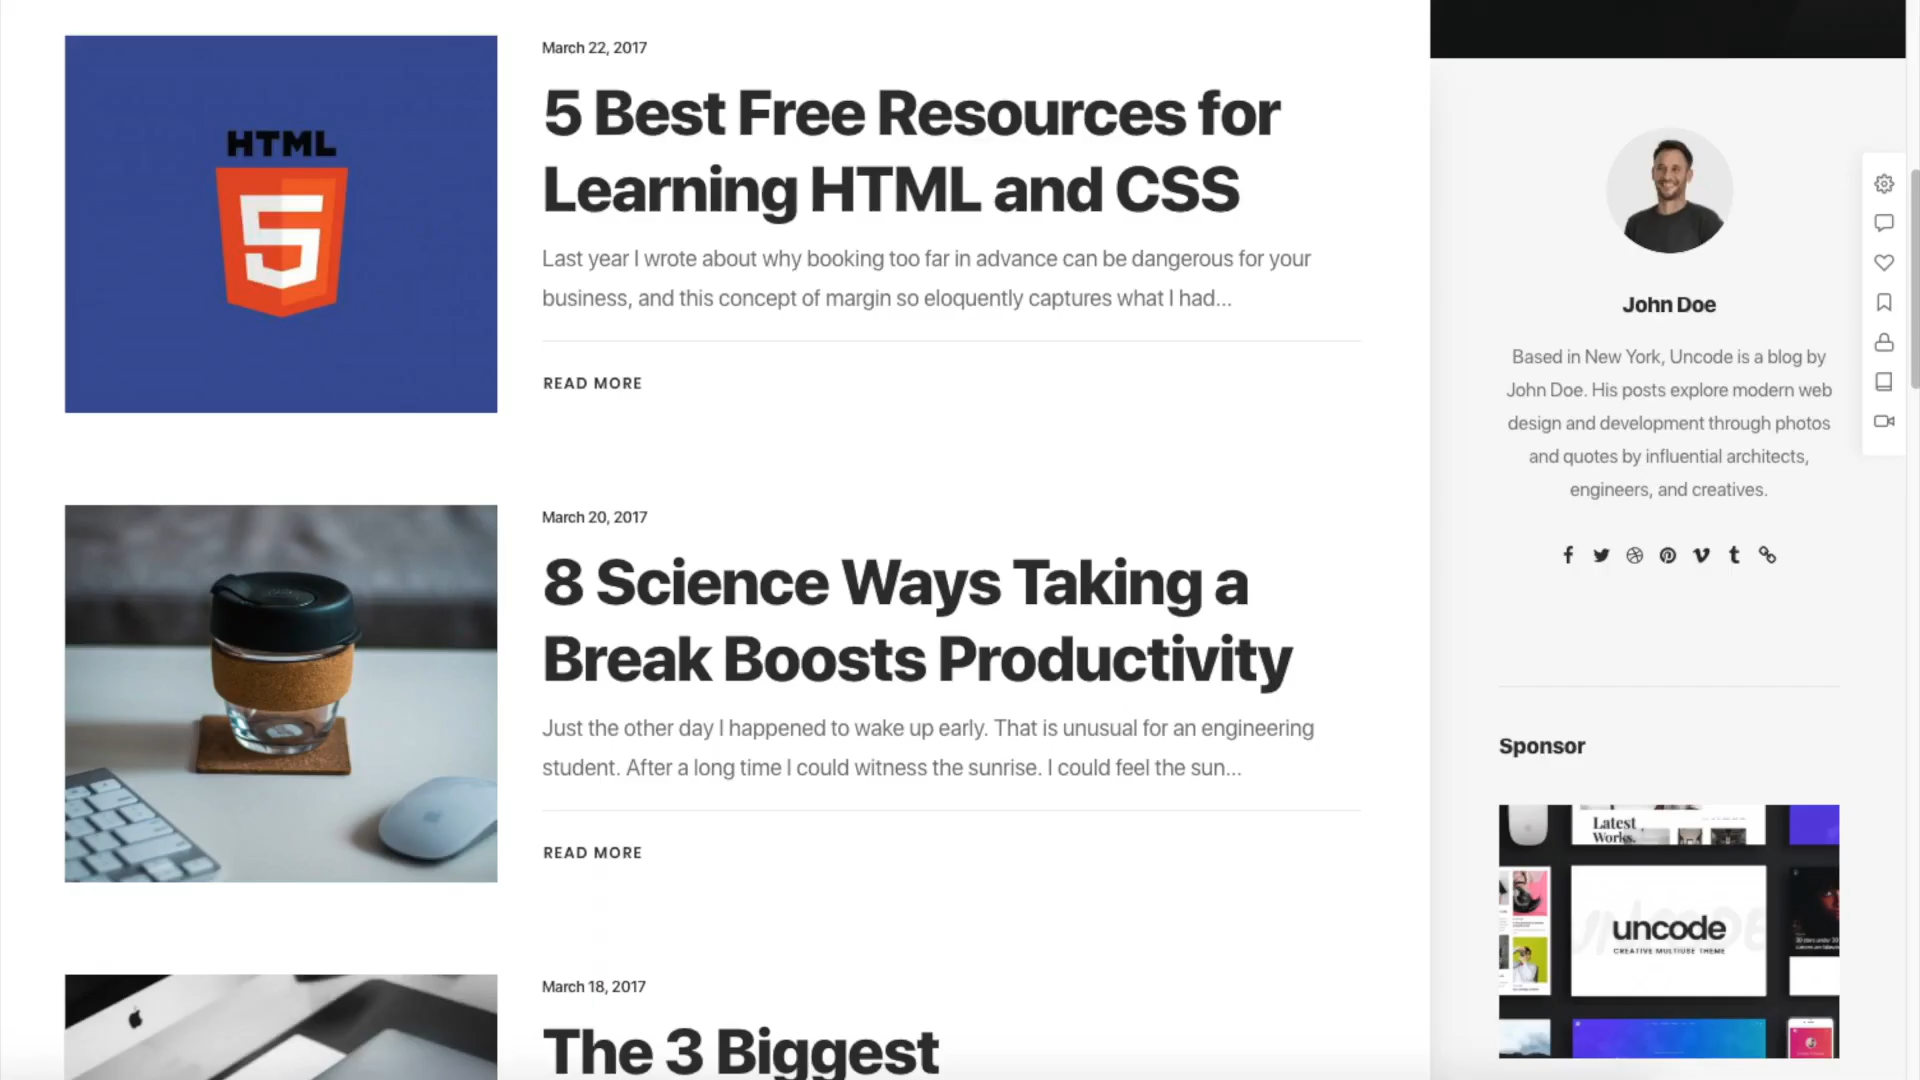 HTML
5
March 22, 2017
5 Best Free Resources for
Learning HTML and CSS
Last year I wrote about why booking too far in advance can be dangerous for your
business, and this concept of margin so eloquently captures what I had...
READ MORE
March 20, 2017
8 Science Ways Taking a
Break Boosts Productivity
Just the other day I happened to wake up early. That is unusual for an engineering
student. After a long time I could witness the sunrise. I could feel the sun...
READ MORE
March 18, 2017
The 3 Biggest
John Doe
Based in New York, Uncode is a blog by
John Doe. His posts explore modern web
design and development through photos
and quotes by influential architects,
engineers, and creatives.
Sponsor
Latest
Works.
uncode
CREATIVE MULTIUSE THEME